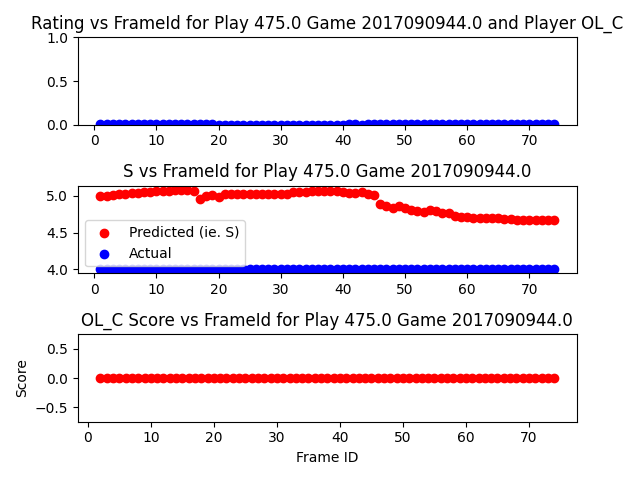 Rating vs FrameId for Play 475.0 Game 2017090944.0 and Player OL_C
1.0
0.5
0.0
0 10 20 30 40 50 60 70
S vs FrameId for Play 475.0 Game 2017090944.0
5.0
4.5
4.0
Predicted (ie. S)
Actual
0 10 20 30 40 50 60 70
OL_C Score vs FrameId for Play 475.0 Game 2017090944.0
Score
0.5
0.0
−0.5
0 10 20 30 40 50 60 70
Frame ID